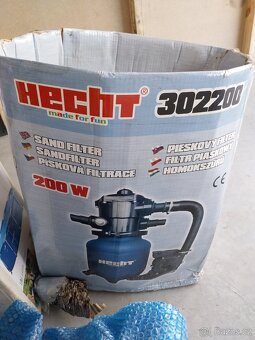 HECHT® 302200
made for fun
SAND FILTER
SANDFILTER
PÍSKOVÁ FILTRACE
PIESKOVÝ FILTER
FILTR PIASKOWY
HOMOKSZŰRŐ
200 W
CE